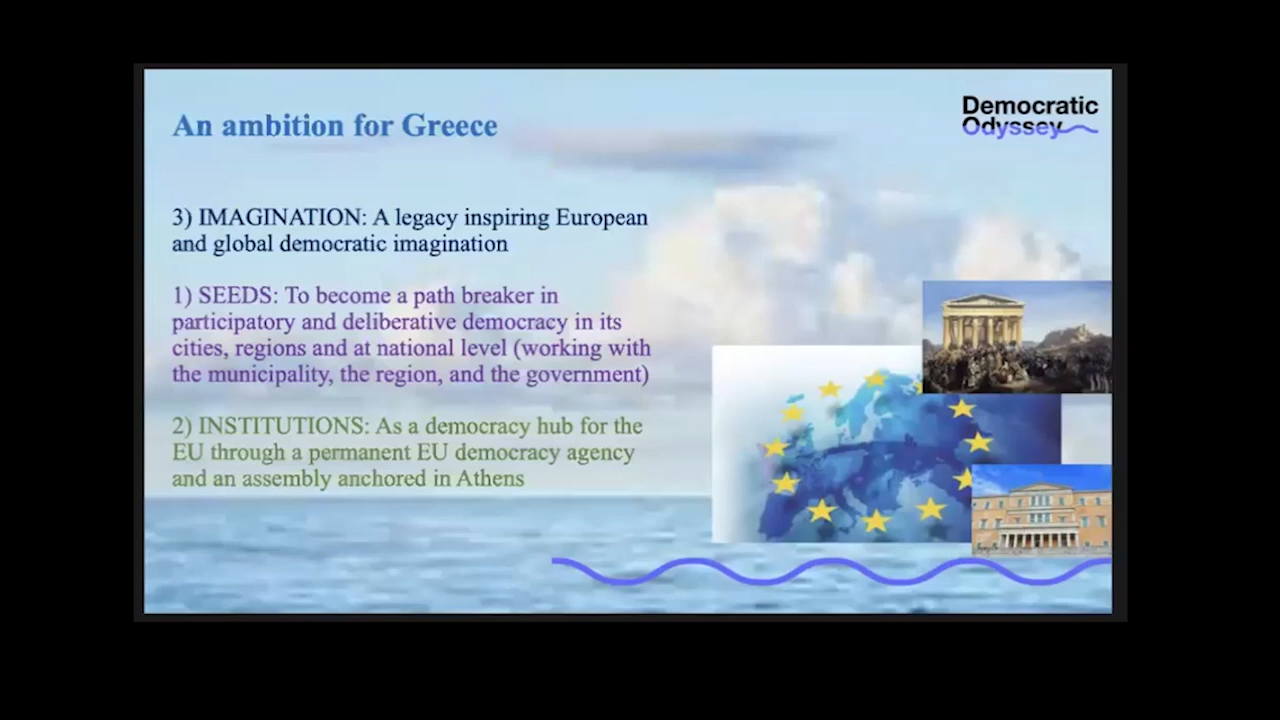 An ambition for Greece
Democratic
Odyssey
3) IMAGINATION: A legacy inspiring European
and global democratic imagination
1) SEEDS: To become a path breaker in
participatory and deliberative democracy in its
cities, regions and at national level (working with
the municipality, the region, and the government)
2) INSTITUTIONS: As a democracy hub for the
EU through a permanent EU democracy agency
and an assembly anchored in Athens